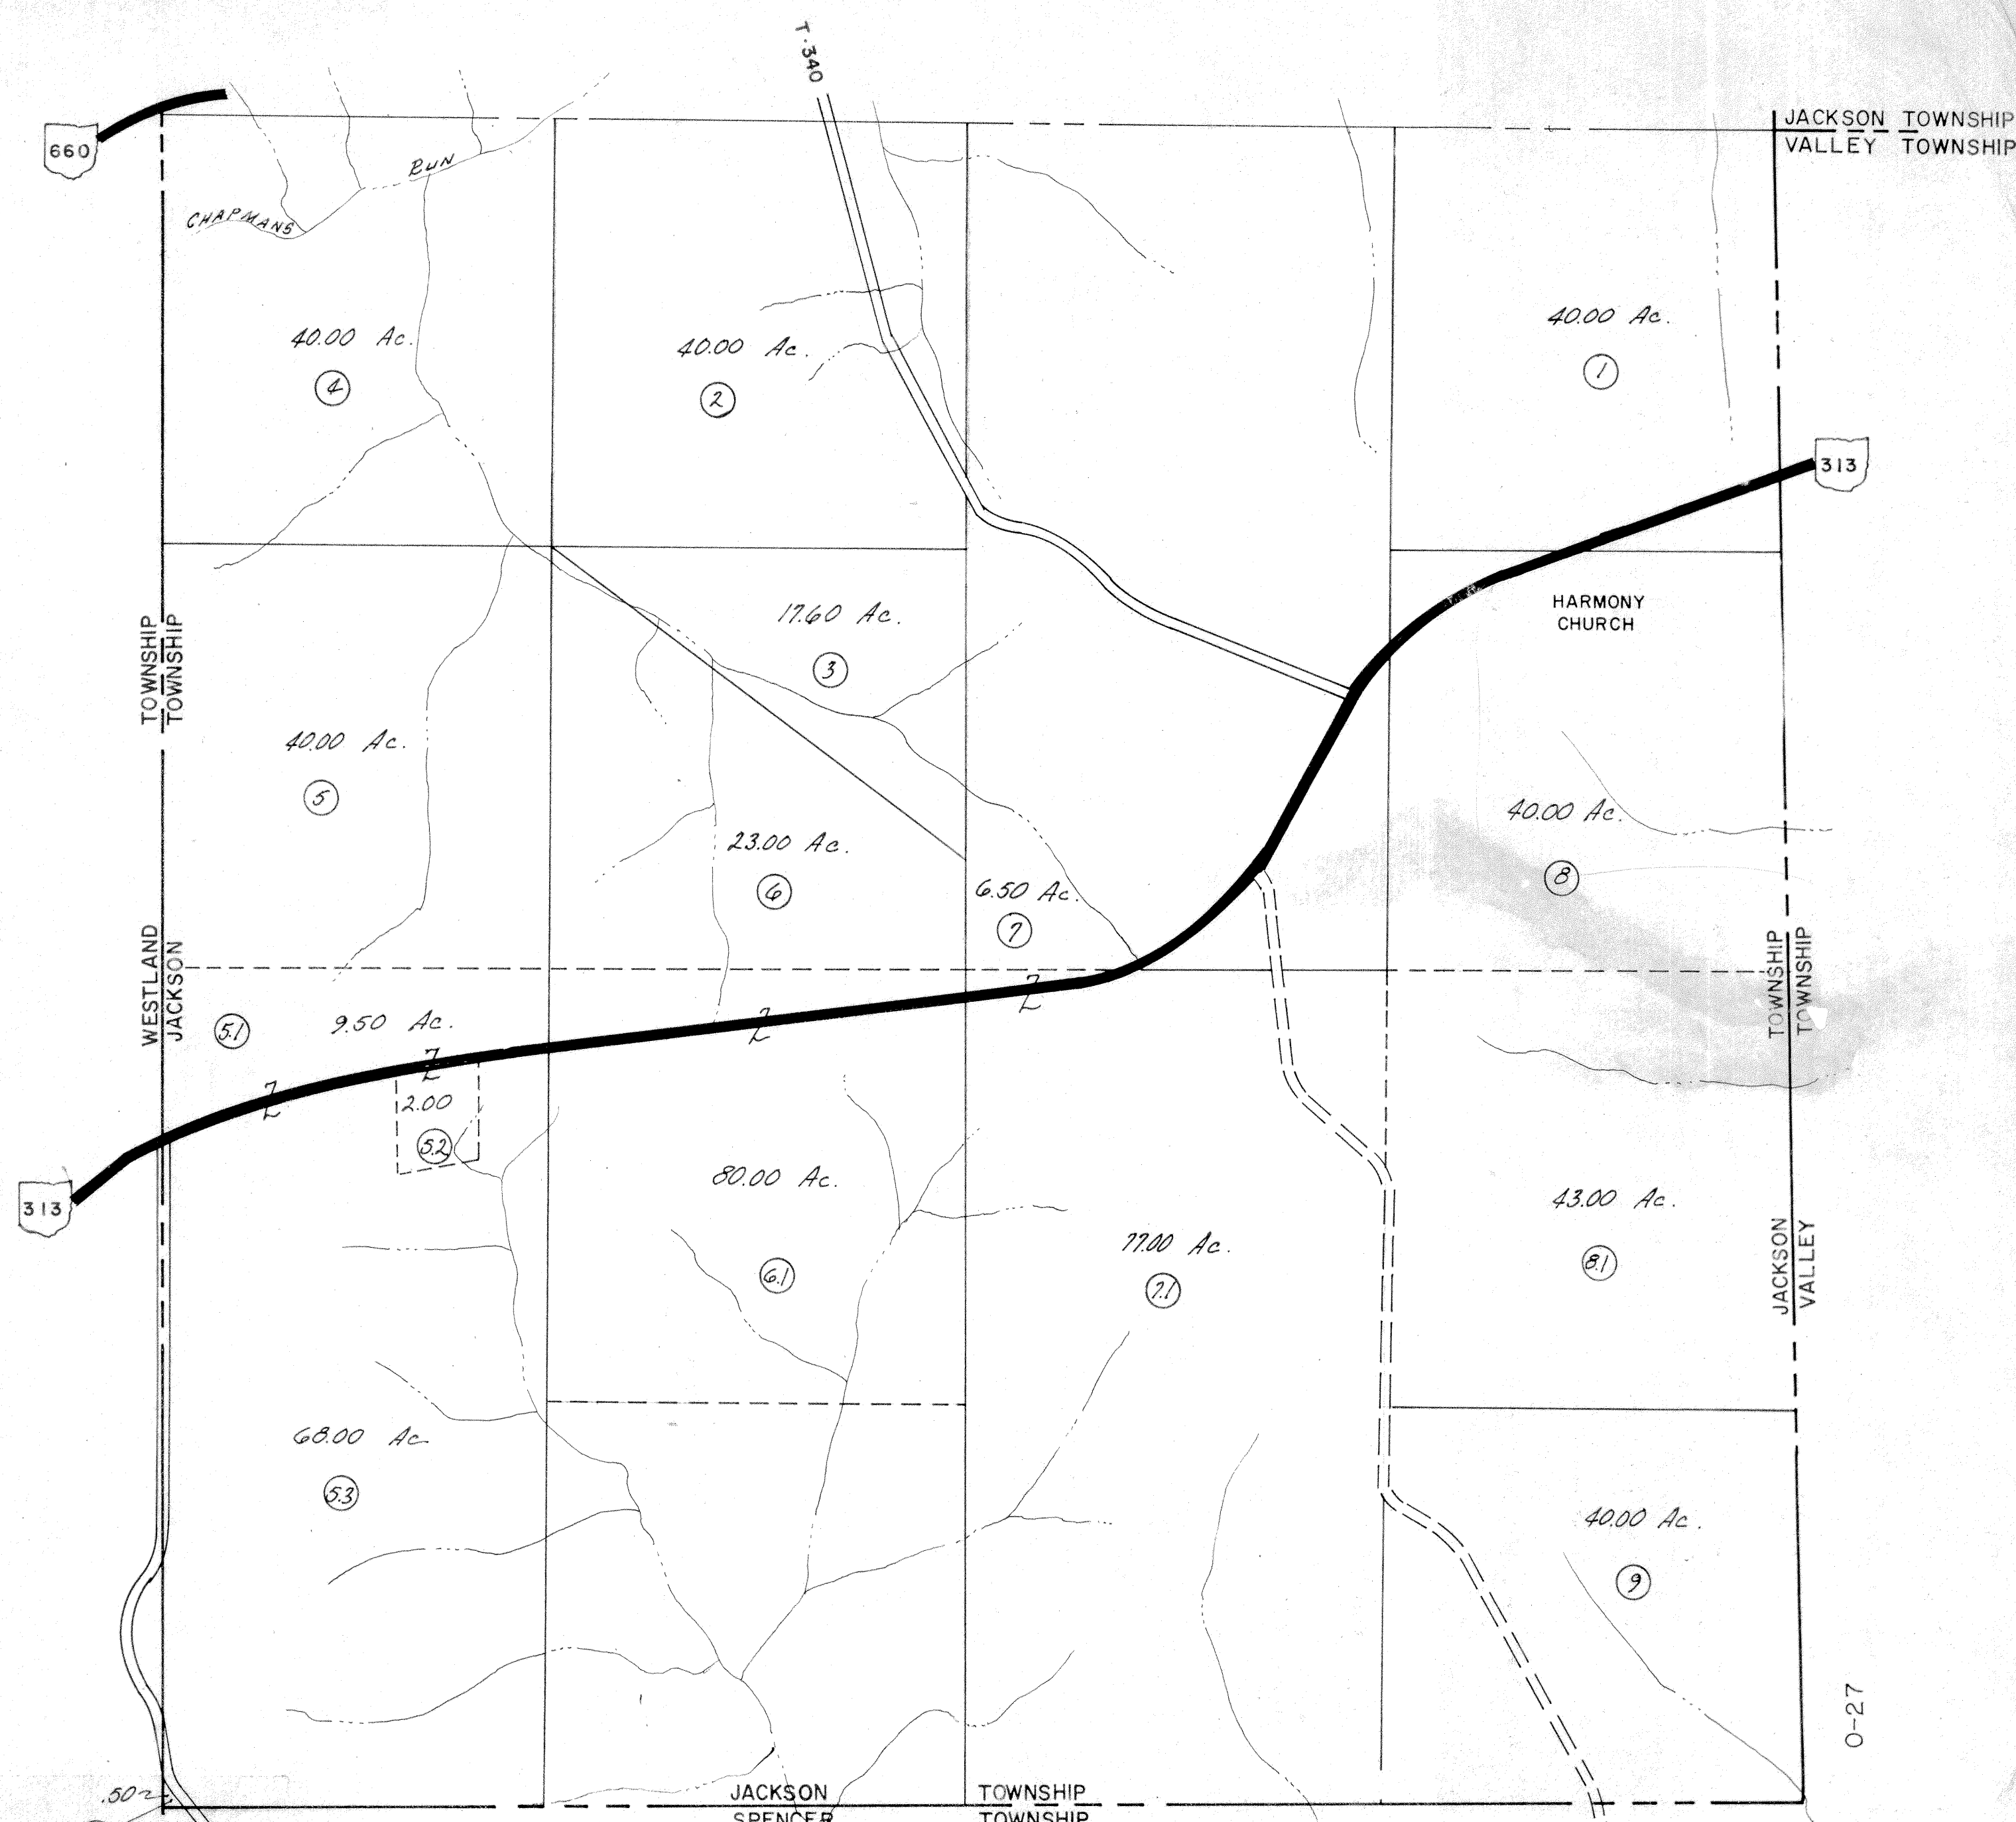 T-340
JACKSON TOWNSHIP
VALLEY TOWNSHIP
660
RUN
CHAPMANS
40.00 Ac.
4
40.00 Ac.
2
40.00 Ac.
1
313
HARMONY
CHURCH
17.60 Ac.
3
WESTLAND TOWNSHIP
JACKSON TOWNSHIP
40.00 Ac.
5
23.00 Ac.
6
6.50 Ac.
7
40.00 Ac.
8
5.1
9.50 Ac.
Z
Z
Z
Z
2.00
5.2
313
80.00 Ac.
6.1
77.00 Ac.
7.1
43.00 Ac.
8.1
JACKSON TOWNSHIP
VALLEY TOWNSHIP
68.00 Ac
5.3
40.00 Ac.
9
0-27
.50
JACKSON TOWNSHIP
SPENCER TOWNSHIP